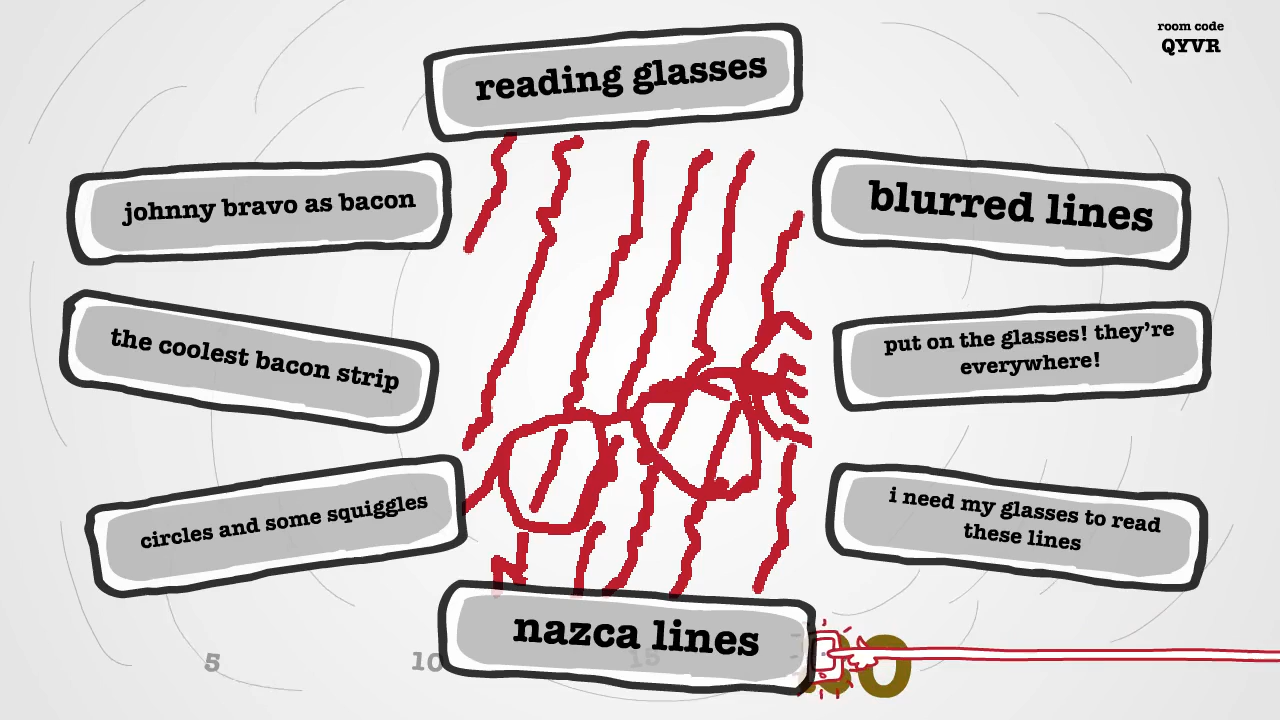 room code
QYVR
reading glasses
johnny bravo as bacon
blurred lines
the coolest bacon strip
put on the glasses! they’re
everywhere!
circles and some squiggles
i need my glasses to read
these lines
nazca lines
5
10
15